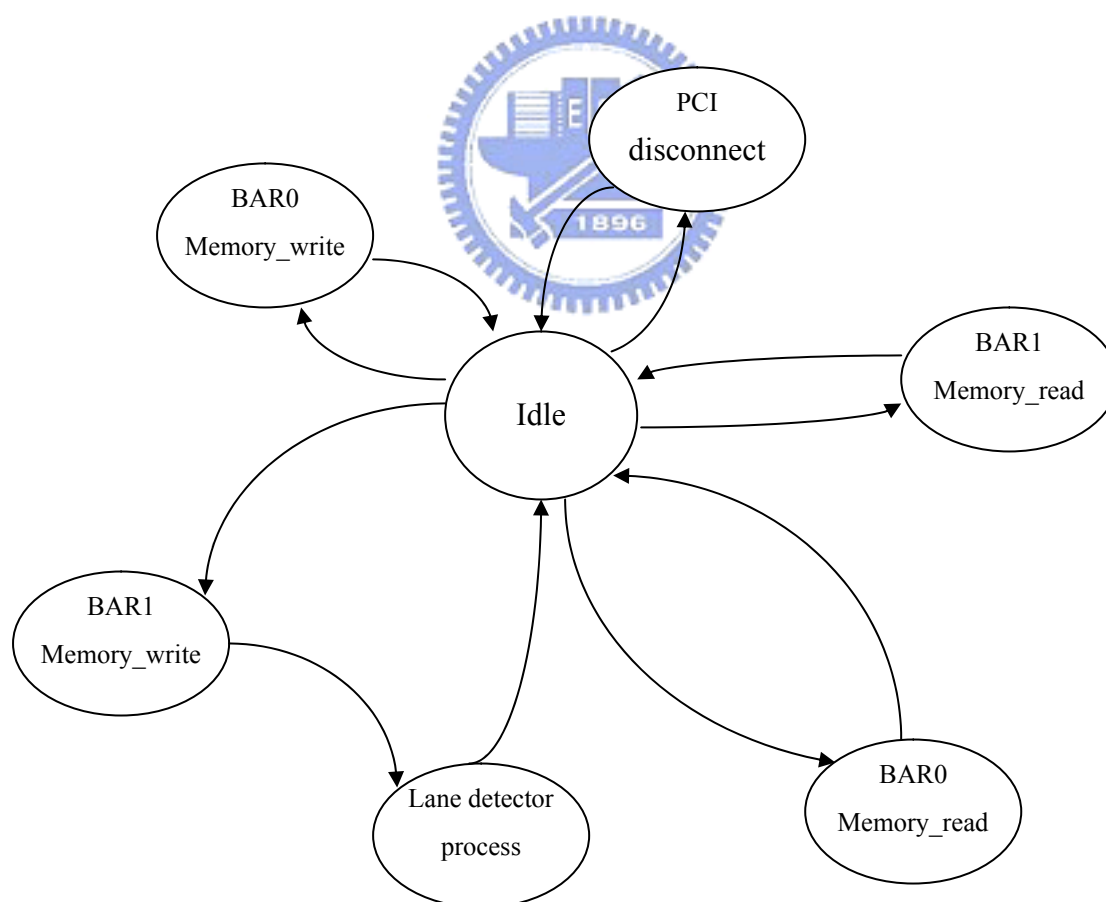 PCI
disconnect
1896
BAR0
Memory_write
BAR1
Memory_read
Idle
BAR1
Memory_write
Lane detector
process
BAR0
Memory_read